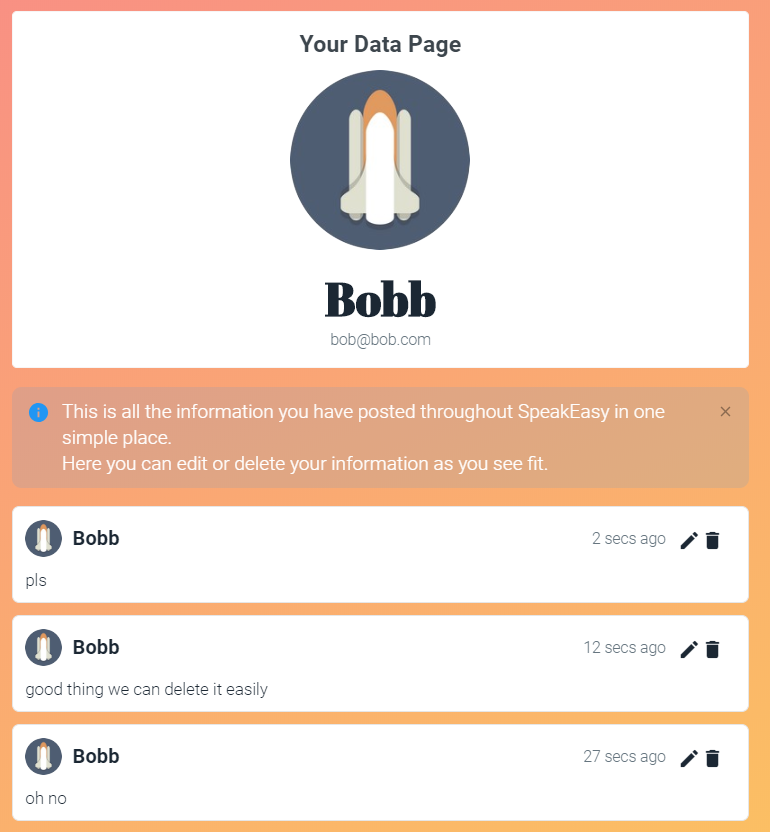 Your Data Page
Bobb
bob@bob.com
This is all the information you have posted throughout SpeakEasy in one
simple place.
Here you can edit or delete your information as you see fit.
Bobb
2 secs ago
pls
Bobb
12 secs ago
good thing we can delete it easily
Bobb
27 secs ago
oh no